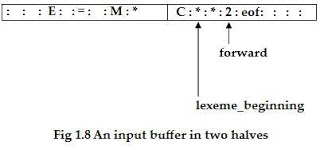 : : : E : : = : : M : * C : * : * : 2 : eof : : : :
forward
lexeme_beginning
Fig 1.8 An input buffer in two halves